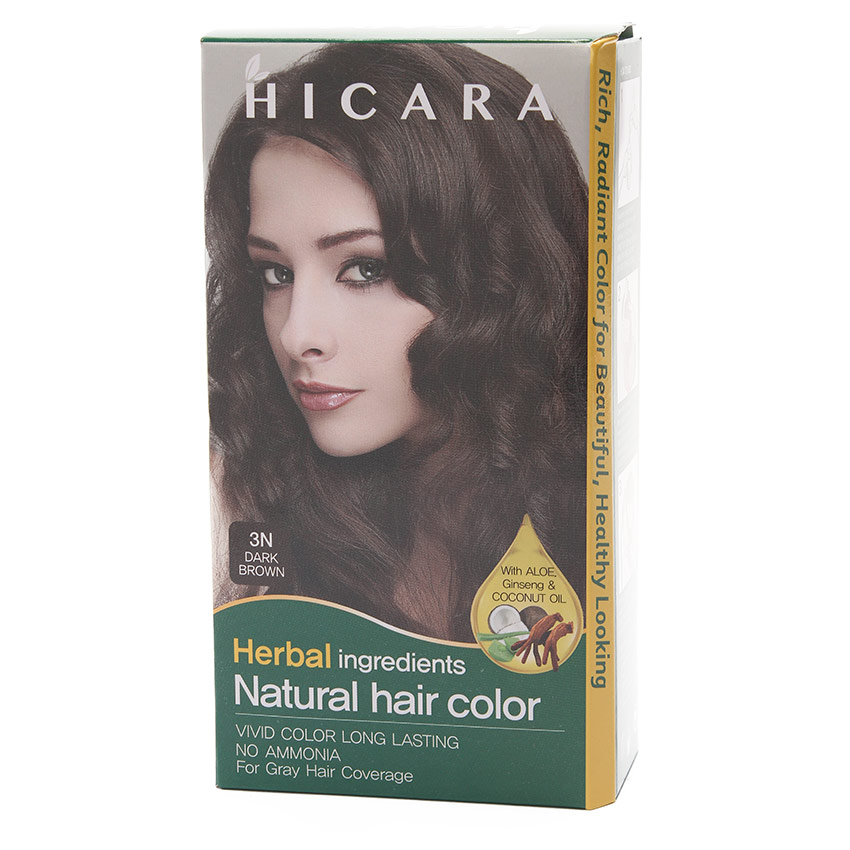 HICARA
3N
DARK
BROWN
With ALOE,
Ginseng &
COCONUT OIL
Herbal ingredients
Natural hair color
VIVID COLOR LONG LASTING
NO AMMONIA
For Gray Hair Coverage
Rich, Radiant Color for Beautiful, Healthy Looking